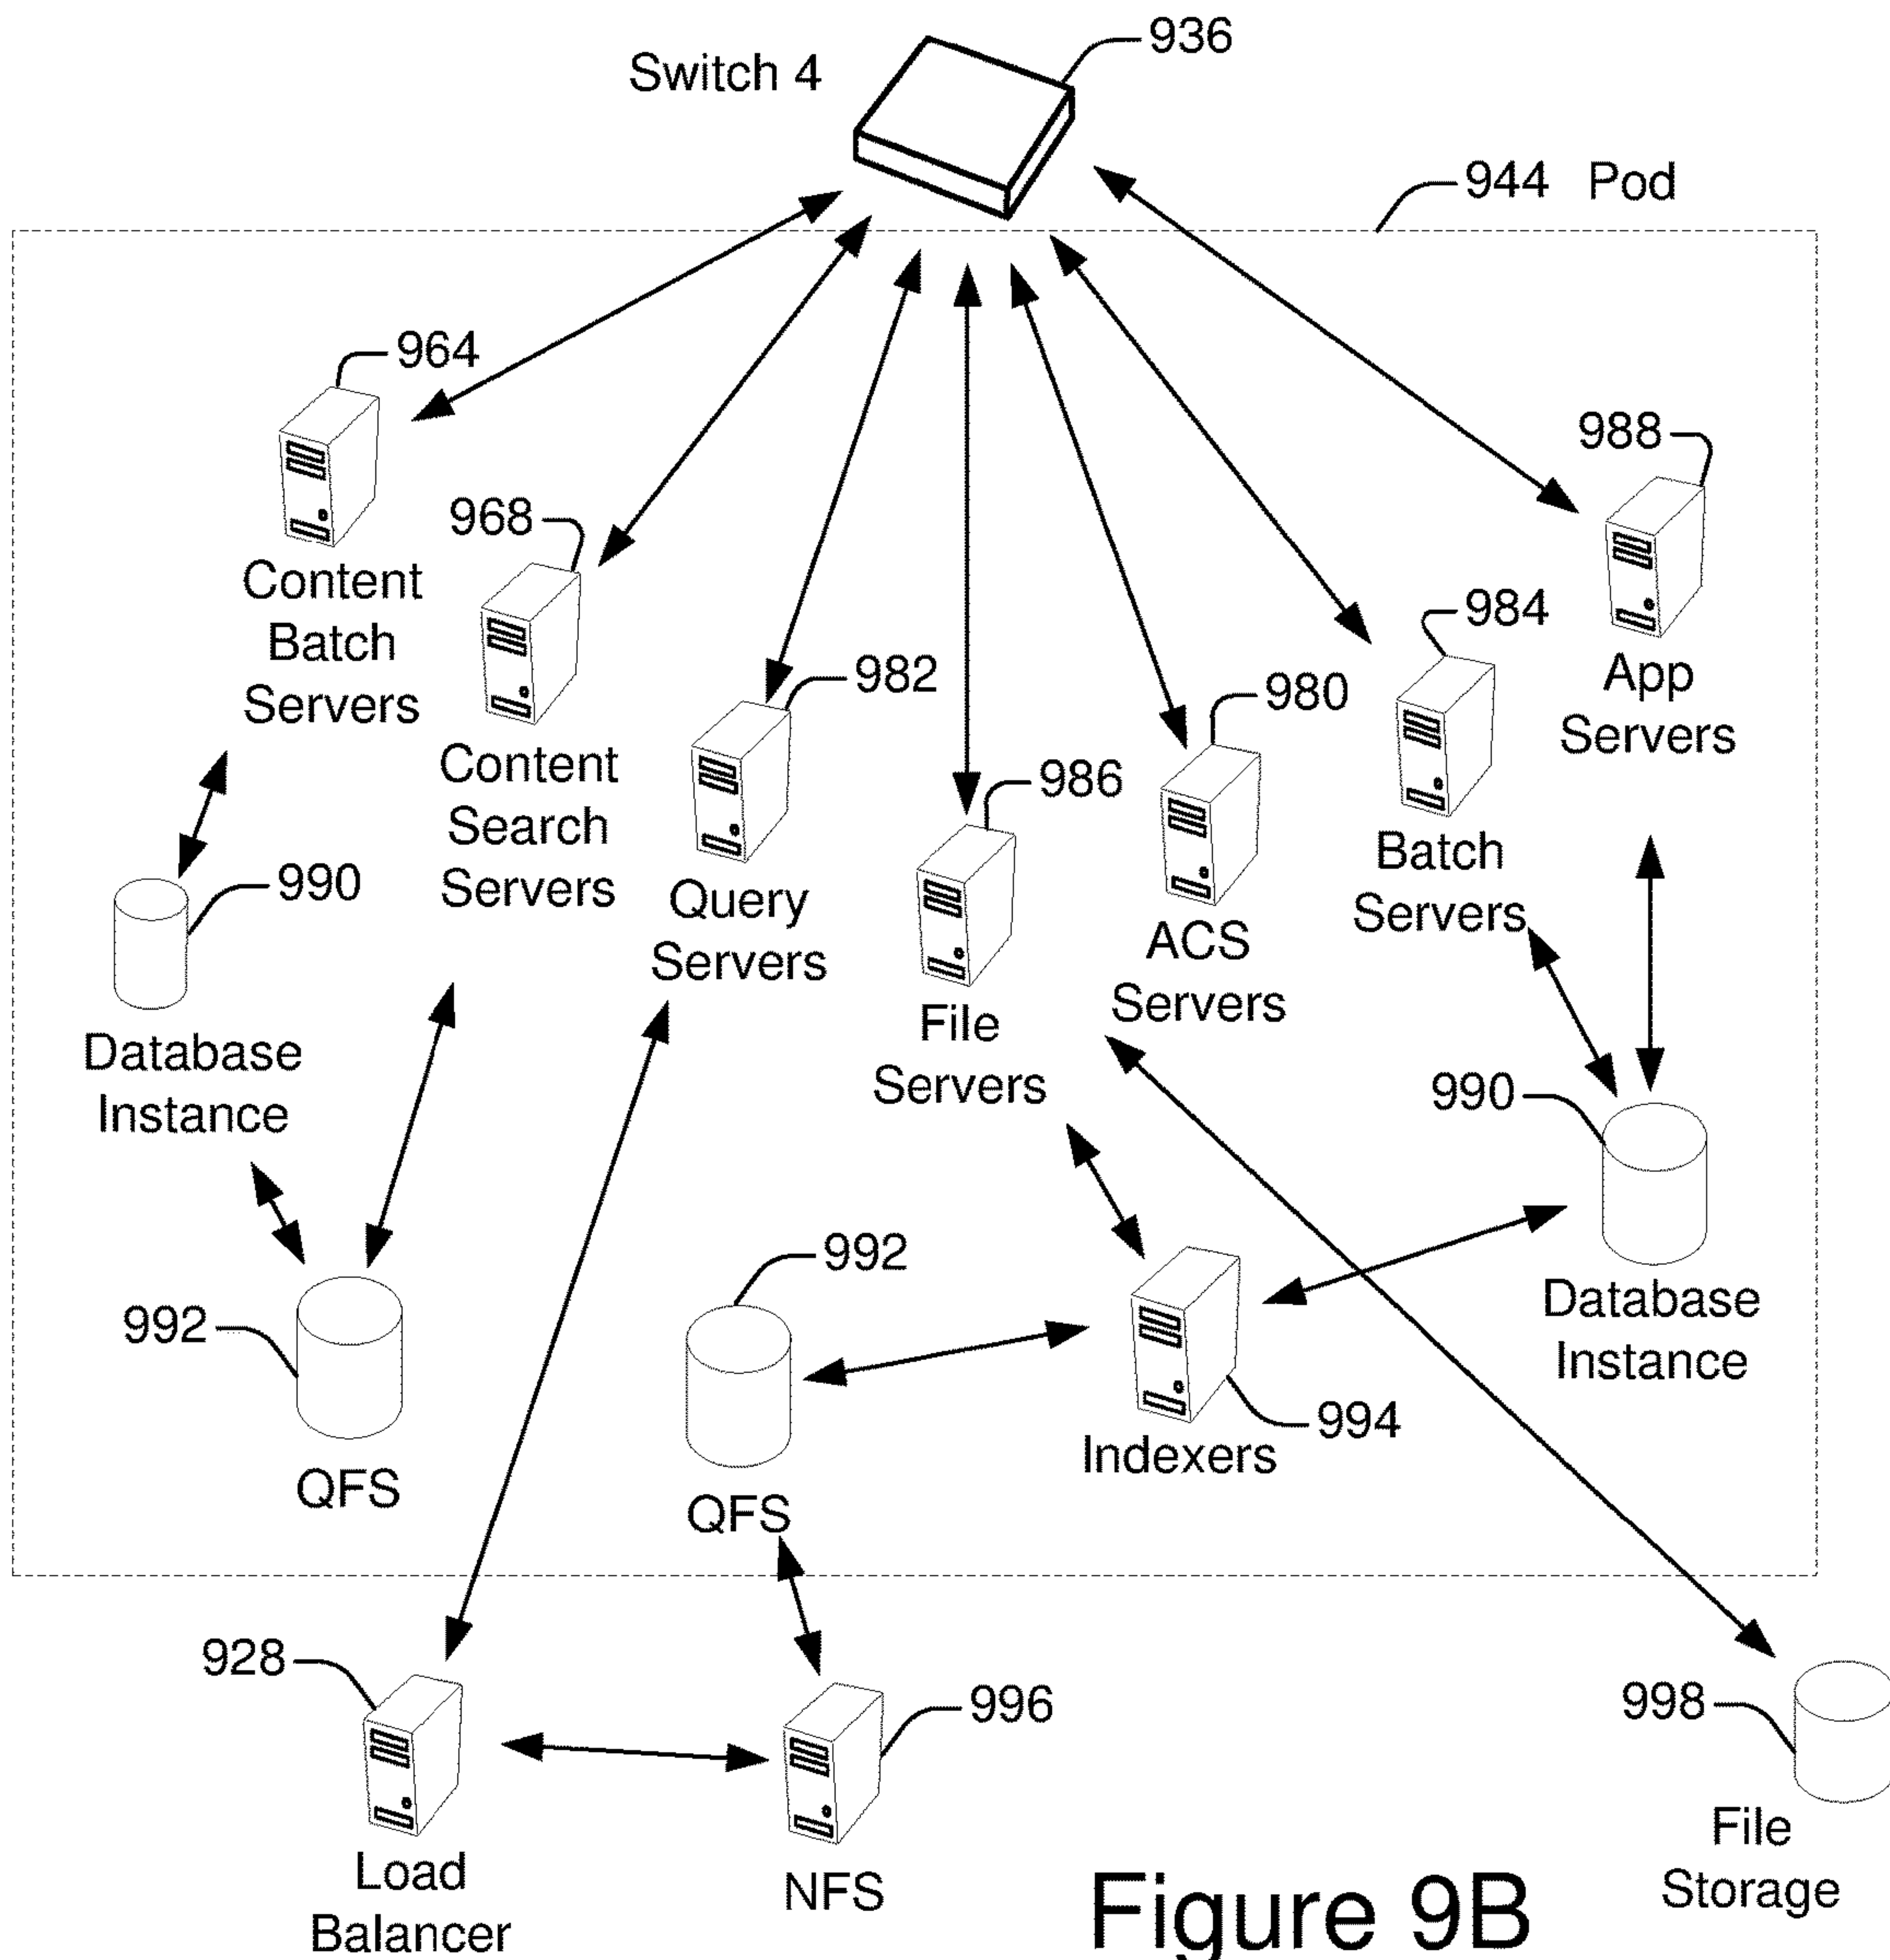 936
Switch 4
944 Pod
964
988
968
984
Content
Batch
Servers
982
980
App
Servers
Content
Search
Servers
986
Batch
Servers
990
Query
Servers
ACS
Servers
File
Servers
Database
Instance
990
992
992
Database
Instance
994
Indexers
QFS
QFS
928
996
998
File
Storage
Load
Balancer
NFS
Figure 9B